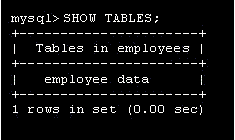 mysql> SHOW TABLES;
+----------------------+
| Tables in employees |
+----------------------+
| employee data |
+----------------------+
1 rows in set (0.00 sec)